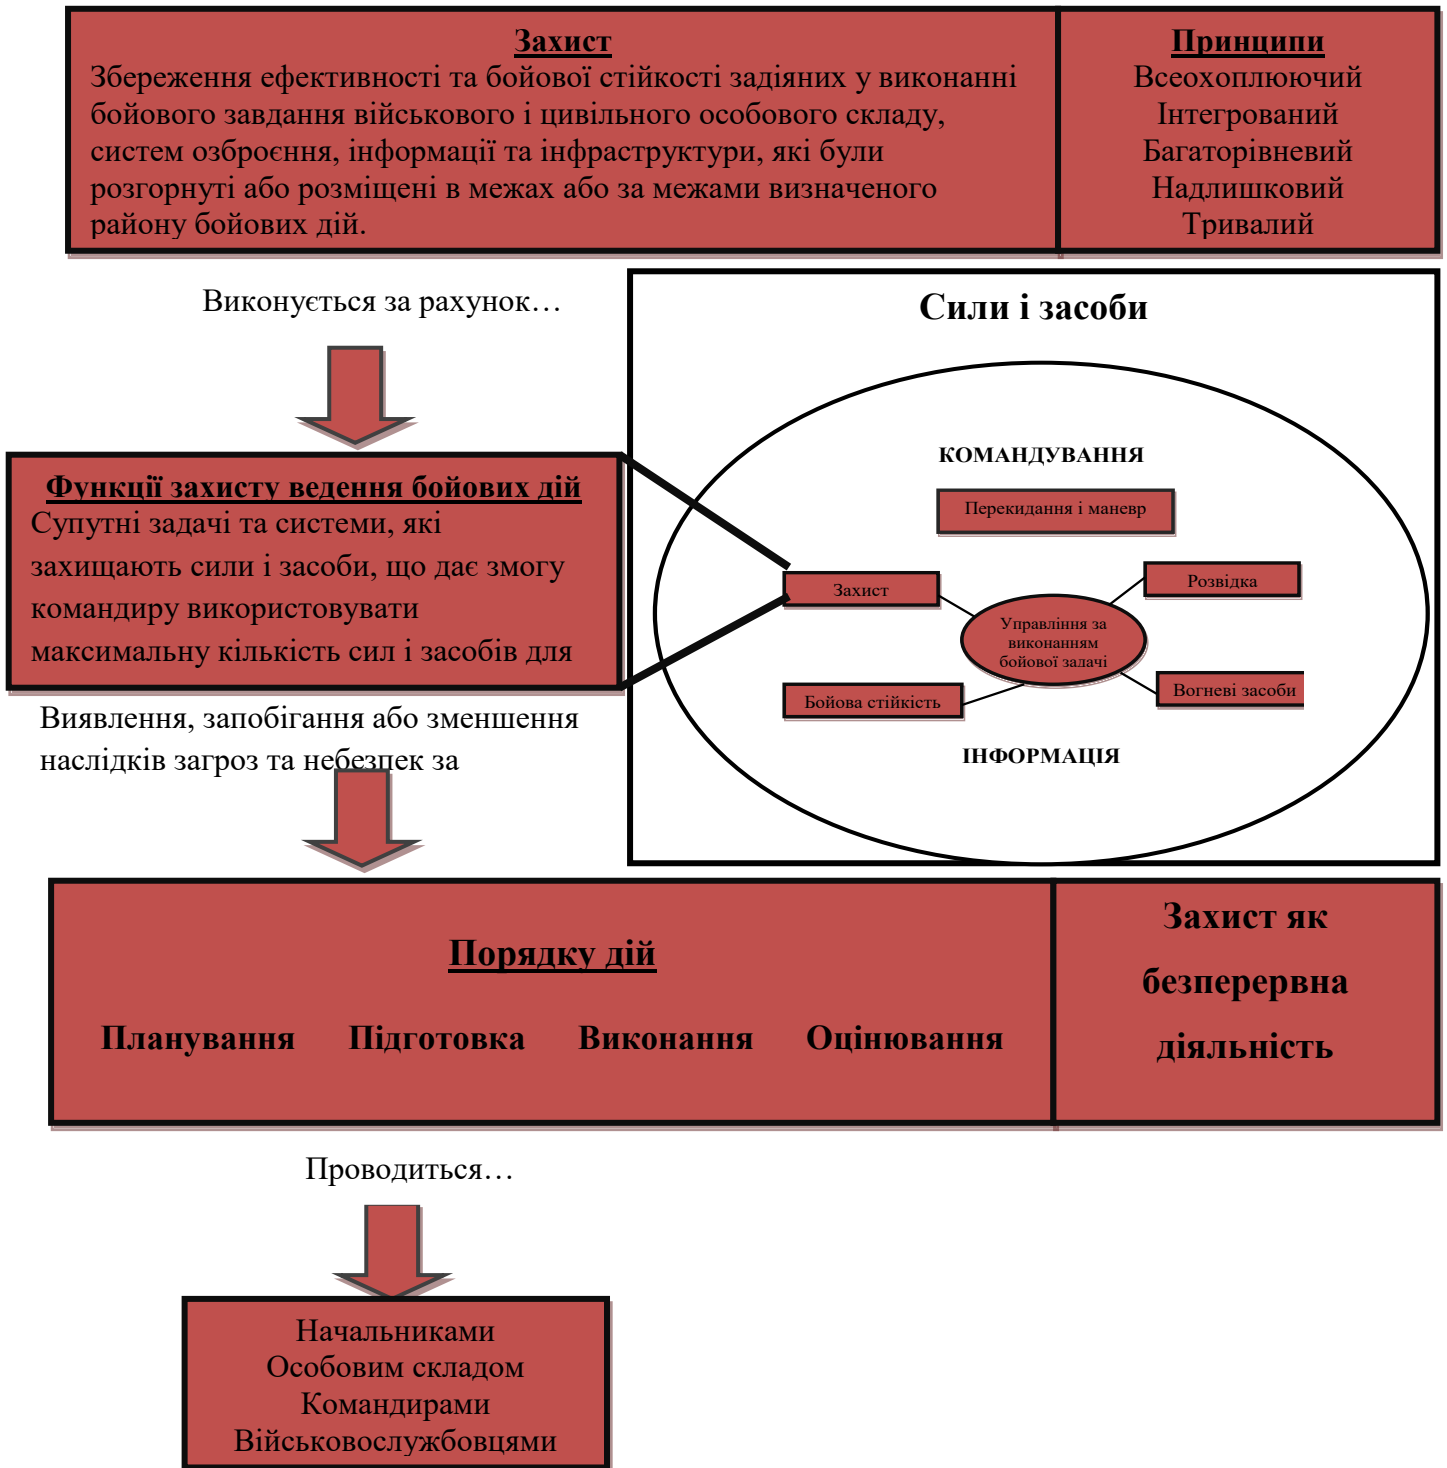 Захист
Збереження ефективності та бойової стійкості задіяних у виконанні
бойового завдання військового і цивільного особового складу,
систем озброєння, інформації та інфраструктури, які були
розгорнуті або розміщені в межах або за межами визначеного
району бойових дій.
Принципи
Всеохоплюючий
Інтегрований
Багаторівневий
Надлишковий
Тривалий
Виконується за рахунок…
Сили і засоби
КОМАНДУВАННЯ
Перекидання і маневр
Захист
Розвідка
Управління за
виконанням
бойової задачі
Бойова стійкість
Вогневі засоби
ІНФОРМАЦІЯ
Функції захисту ведення бойових дій
Супутні задачі та системи, які
захищають сили і засоби, що дає змогу
командиру використовувати
максимальну кількість сил і засобів для
Виявлення, запобігання або зменшення
наслідків загроз та небезпек за
Порядку дій
Планування Підготовка Виконання Оцінювання
Захист як
безперервна
діяльність
Проводиться…
Начальниками
Особовим складом
Командирами
Військовослужбовцями